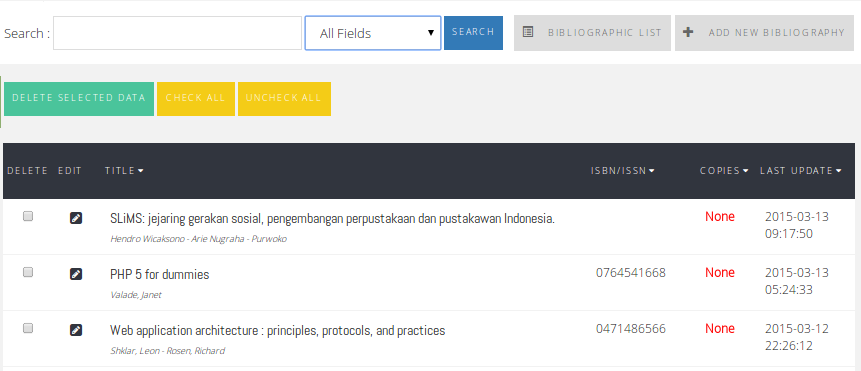 Search : All Fields SEARCH BIBLIOGRAPHIC LIST ADD NEW BIBLIOGRAPHY
DELETE SELECTED DATA CHECK ALL UNCHECK ALL
DELETE EDIT TITLE ISBN/ISSN COPIES LAST UPDATE
SLiMS: jejaring gerakan sosial, pengembangan perpustakaan dan pustakawan Indonesia. None 2015-03-13
Hendro Wicaksono - Arie Nugraha - Purwoko 09:17:50
PHP 5 for dummies 0764541668 None 2015-03-13
Valade, Janet 05:24:33
Web application architecture : principles, protocols, and practices 0471486566 None 2015-03-12
Shklar, Leon - Rosen, Richard 22:26:12